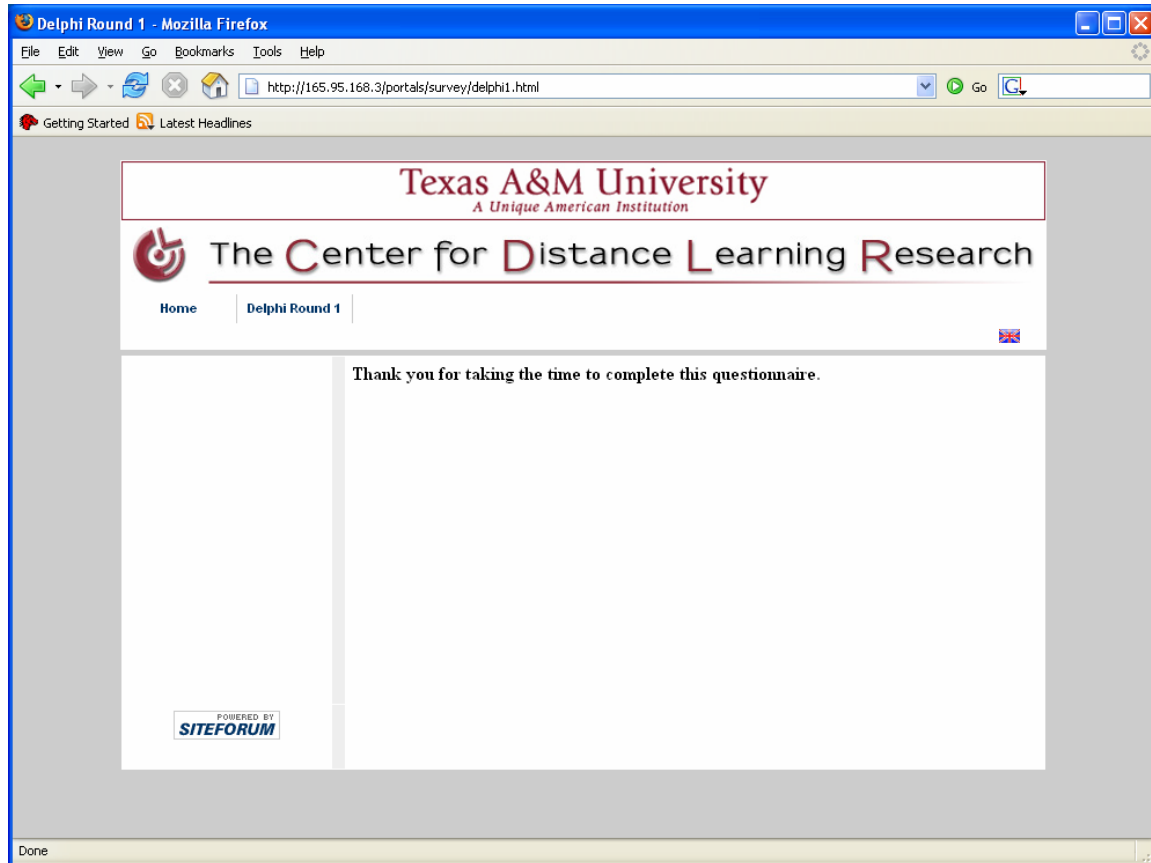 Delphi Round 1 - Mozilla Firefox
File Edit View Go Bookmarks Tools Help
http://165.95.168.3/portals/survey/delphi1.html Go G
Getting Started Latest Headlines
Texas A&M University
A Unique American Institution
The Center for Distance Learning Research
Home Delphi Round 1
Thank you for taking the time to complete this questionnaire.
POWERED BY
SITEFORUM
Done